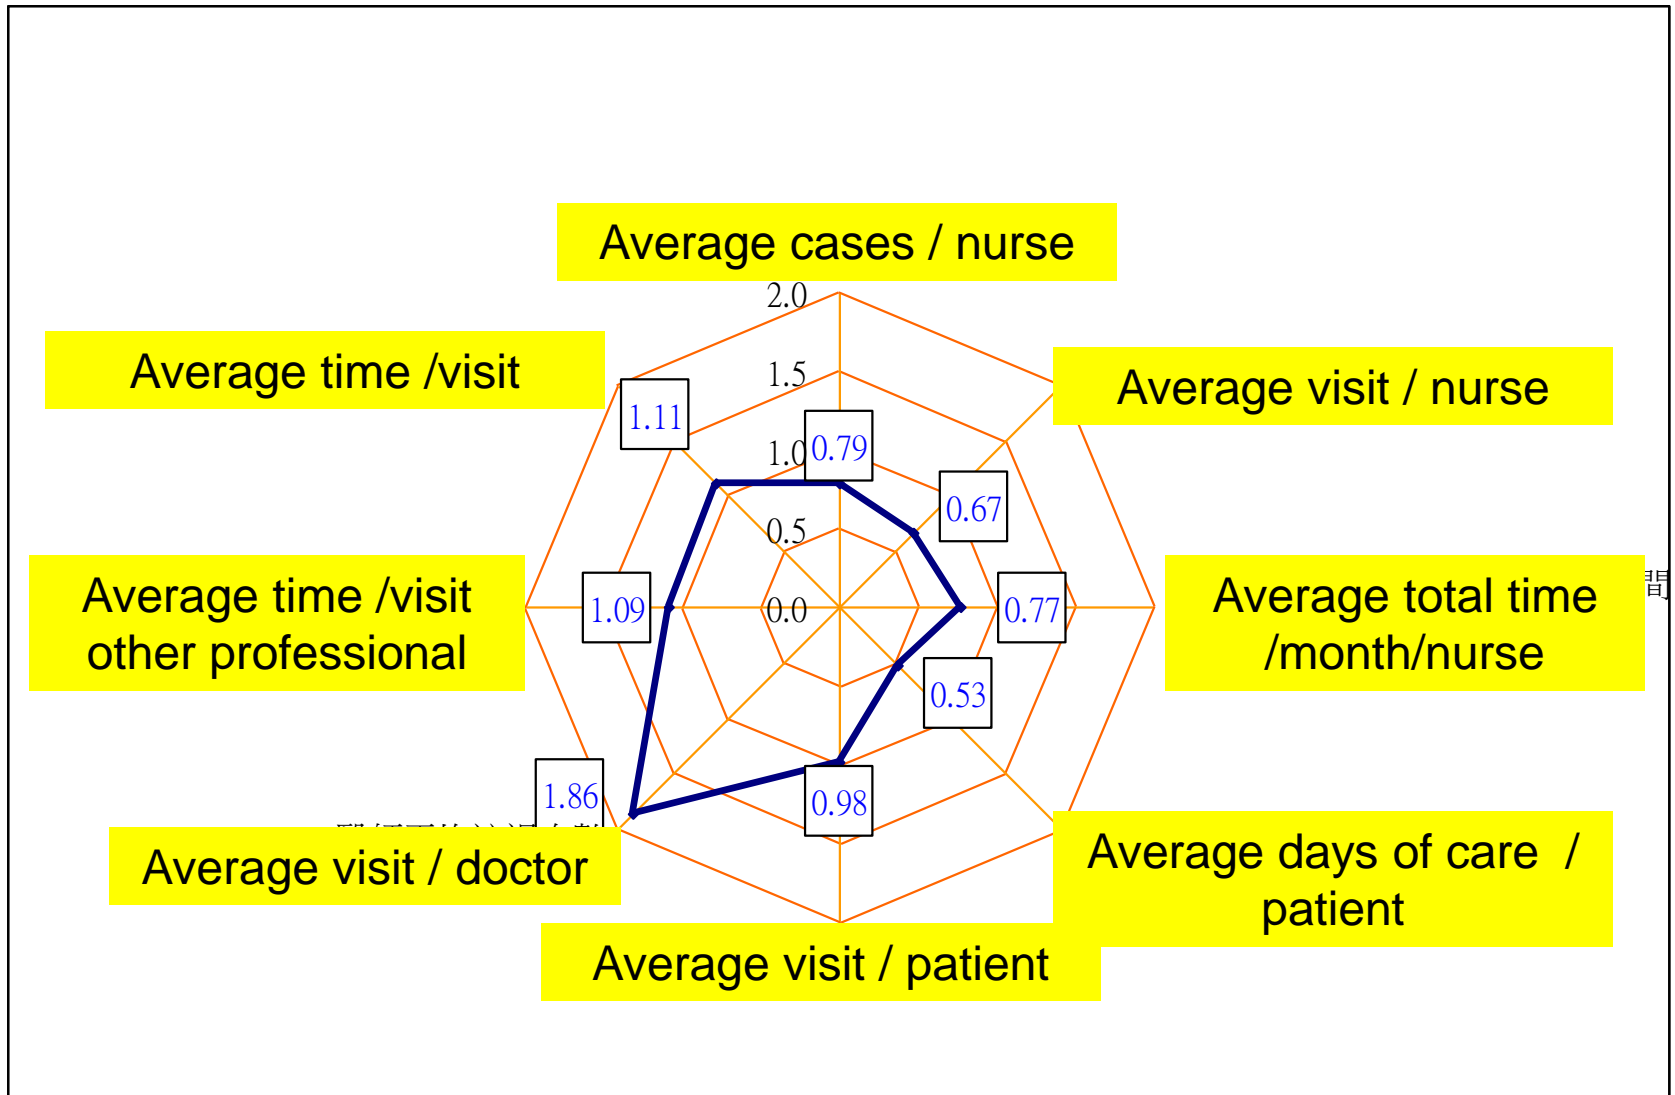 Average cases / nurse
2.0
Average time /visit
Average visit / nurse
1.5
1.11
1.0
0.79
0.67
0.5
Average time /visit
other professional
1.09
0.0
0.77
Average total time
/month/nurse
間
0.53
1.86
0.98
Average visit / doctor
Average days of care /
patient
Average visit / patient